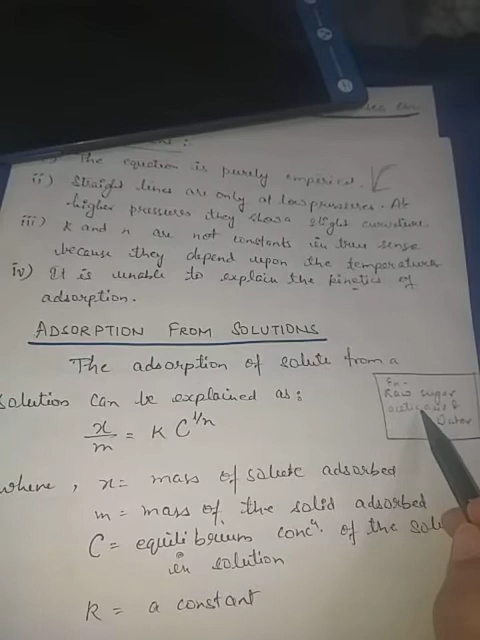 The equation is purely emperical.
ii) Straight lines are only at low pressures. At
higher pressures they show a slight curvature.
iii) K and n are not constants in true sense
because they depend upon the temperature
iv) It is unable to explain the kinetics of
adsorption.
ADSORPTION FROM SOLUTIONS
The adsorption of solute from a
solution can be explained as:
x/m = K C^1/n
Ex.
Raw sugar
acetic acid &
Water
where, x = mass of solute adsorbed
m = mass of the solid adsorbed
C = equilibrium concn. of the
in solution
K = a constant